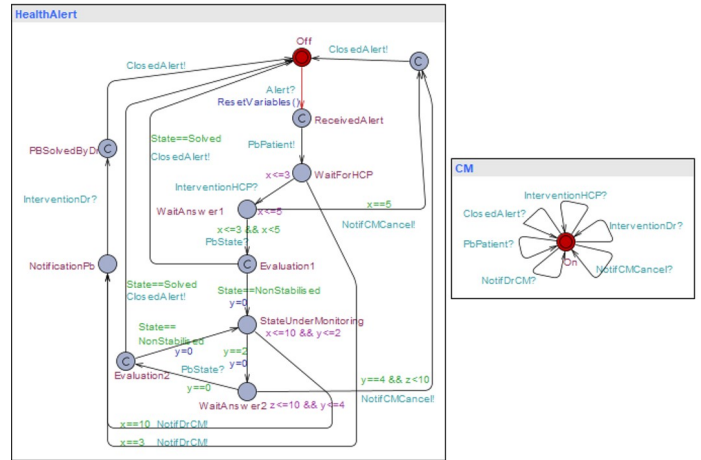 HealthAlert
Off
ClosedAlert!
C
ClosedAlert!
Alert?
ResetVariables()
C
ReceivedAlert
State==Solved
PBSolvedByDr
C
PbPatient!
ClosedAlert!
x<=3
WaitForHCP
InterventionHCP?
InterventionDr?
x==5
WaitAnswer1
x<=5
NotifCMCancel!
x<=3 && x<5
PbState?
NotificationPb
C
Evaluation1
State==Solved
State==NonStabilised
ClosedAlert!
y=0
StateUnderMonitoring
State==
x<=10 && y<=2
NonStabilised
y=0
y==2
C
PbState?
y=0
Evaluation2
y==0
y==4 && z<10
WaitAnswer2
z<=10 && y<=4
NotifCMCancel!
x==10 NotifDrCM!
x==3 NotifDrCM!
CM
InterventionHCP?
ClosedAlert?
InterventionDr?
PbPatient?
On
NotifCMCancel?
NotifDrCM?